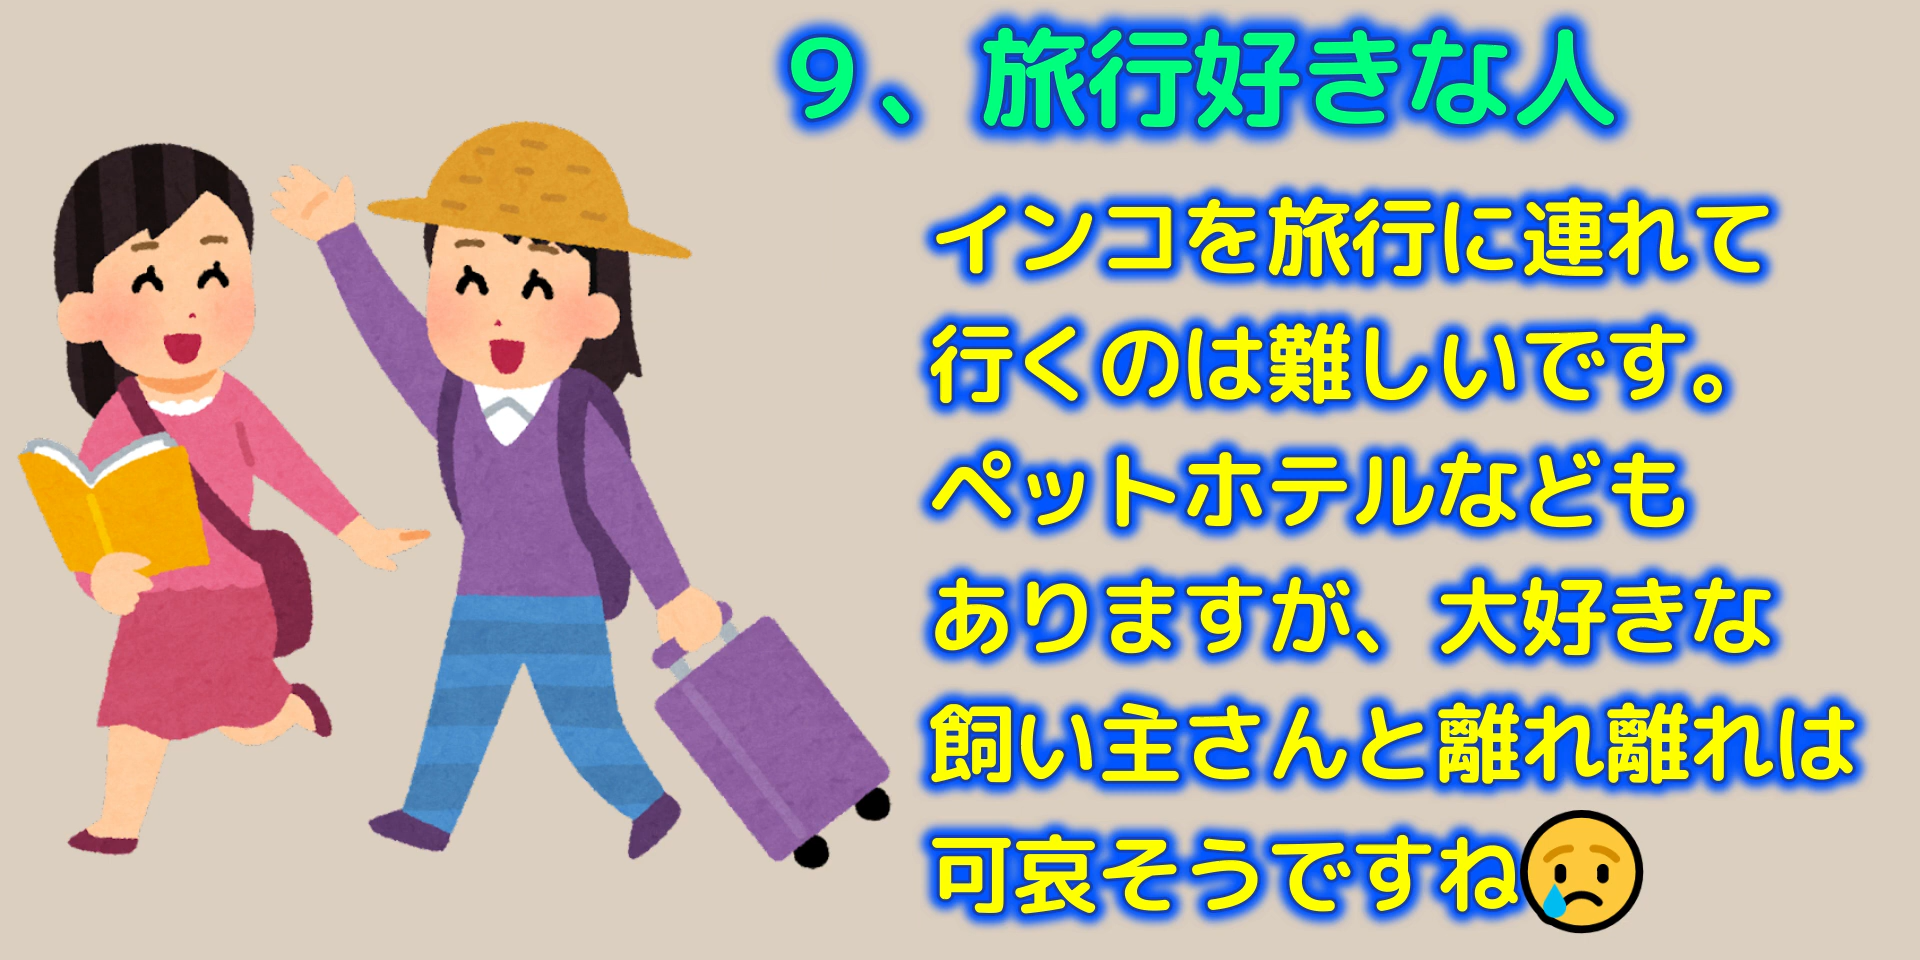 9、旅行好きな人
インコを旅行に連れて
行くのは難しいです。
ペットホテルなども
ありますが、大好きな
飼い主さんと離れ離れは
可哀そうですね😢